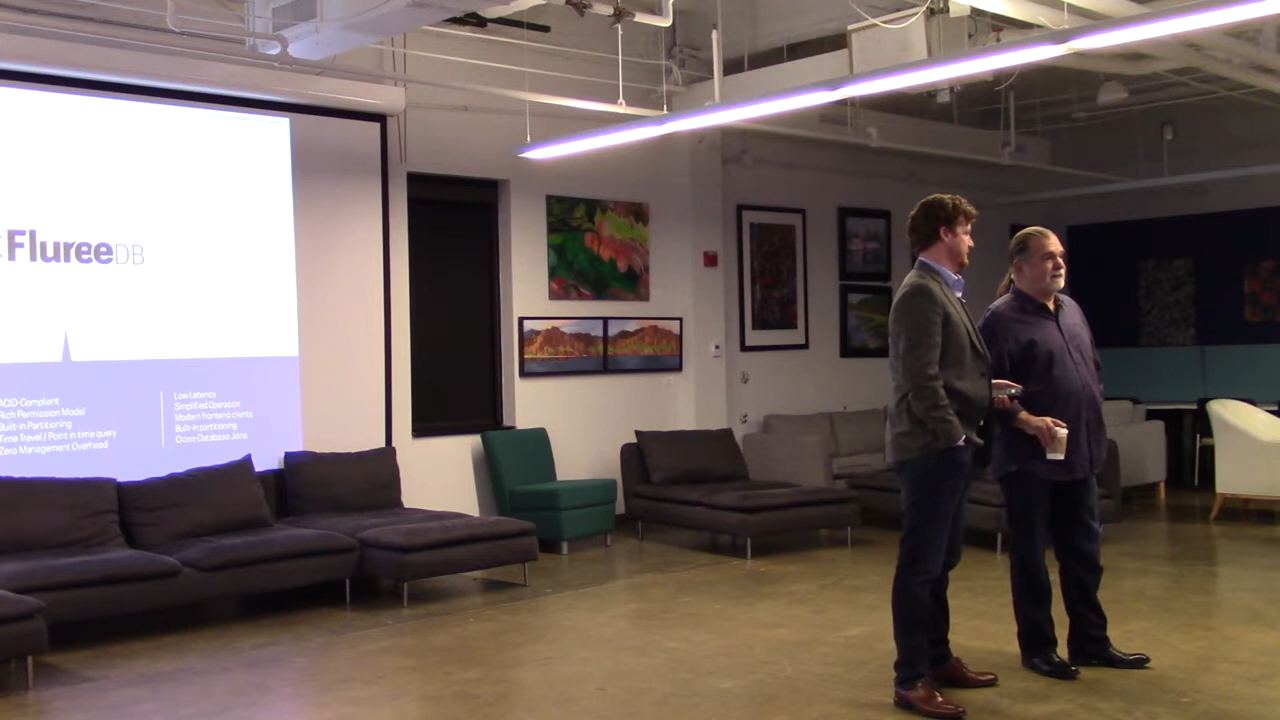 FlureeDB
ACID-Compliant
Rich Permission Model
Built-in Partitioning
Time Travel / Point in time query
Zero Management Overhead
Low Latency
Simplified Operation
Modern frontend clients
Built-in partitioning
Cross-Database Joins